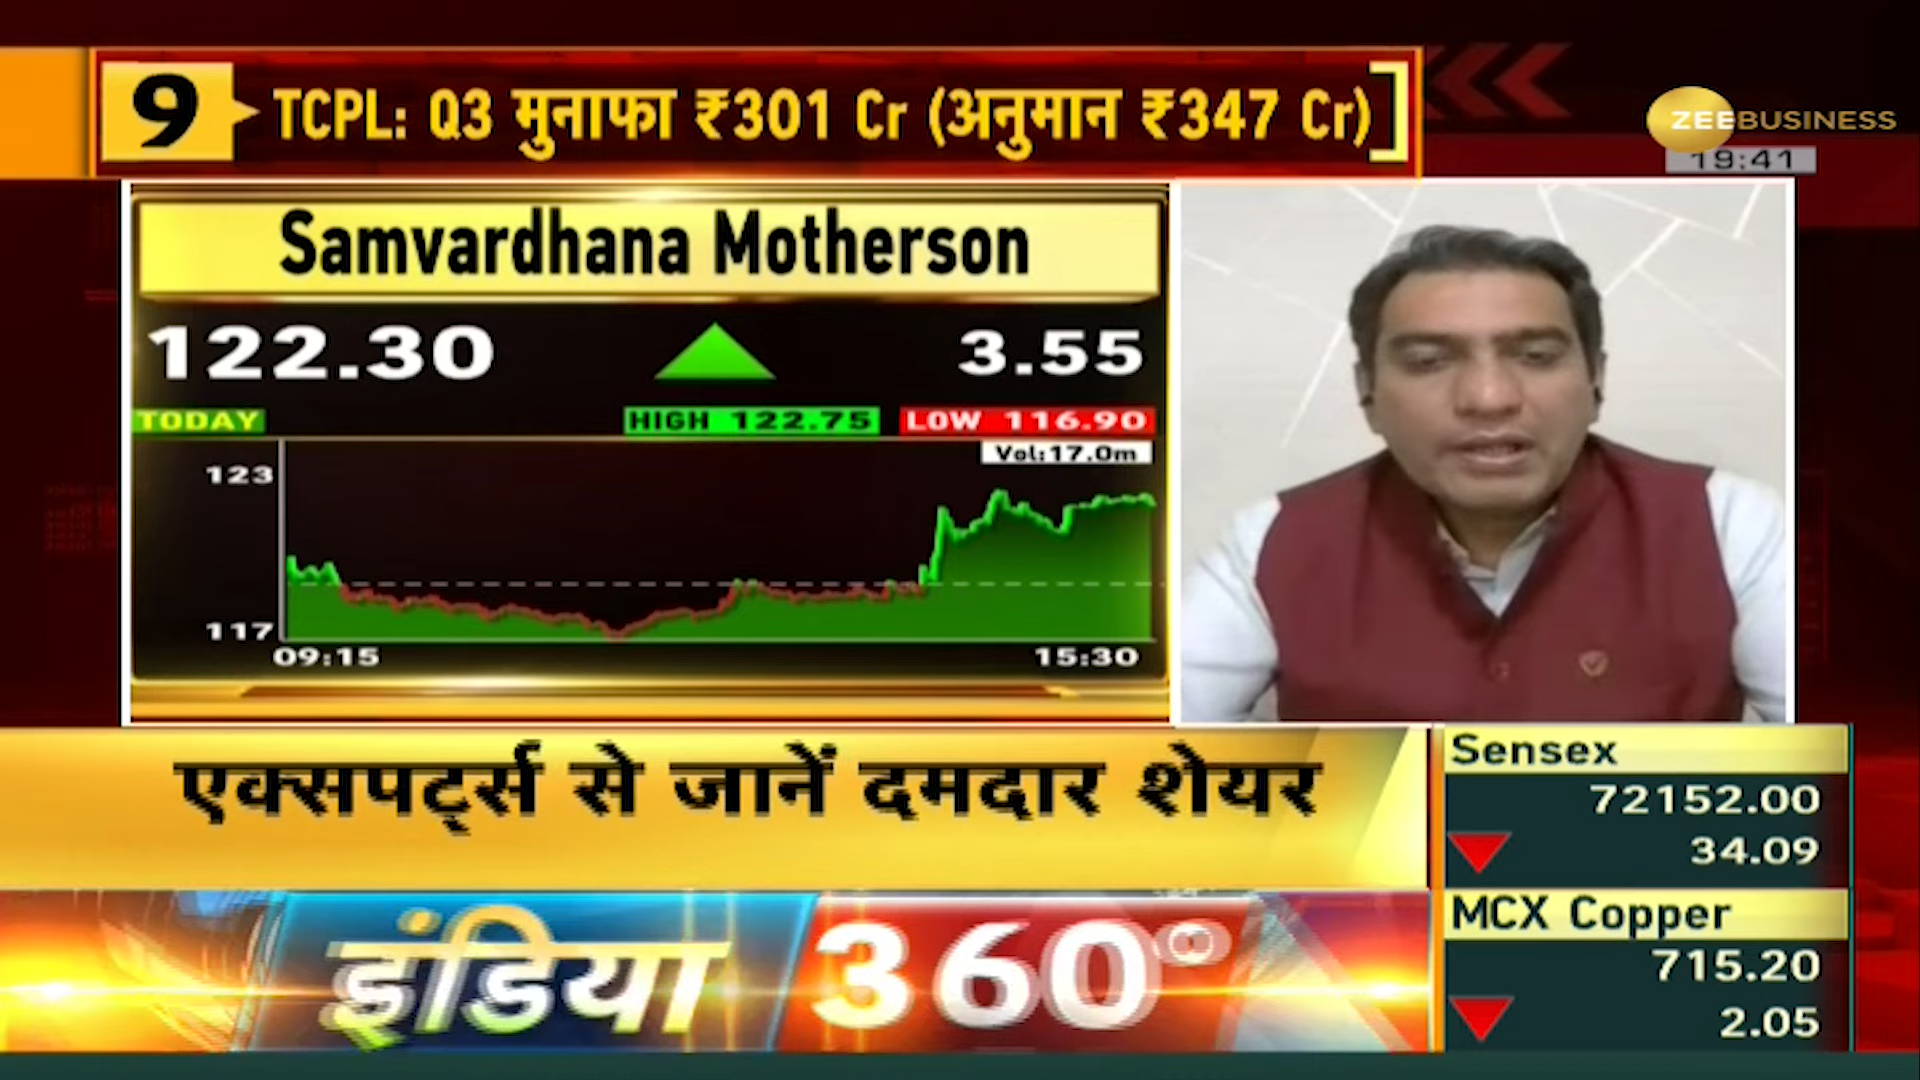 9
TCPL: Q3 मुनाफा ₹301 Cr (अनुमान ₹347 Cr)
ZEEBUSINESS
19:41
Samvardhana Motherson
122.30 3.55
TODAY HIGH 122.75 LOW 116.90
Vol:17.0m
123
117
09:15 15:30
एक्सपर्ट्स से जानें दमदार शेयर
Sensex
72152.00
34.09
इंडिया 360°
MCX Copper
715.20
2.05